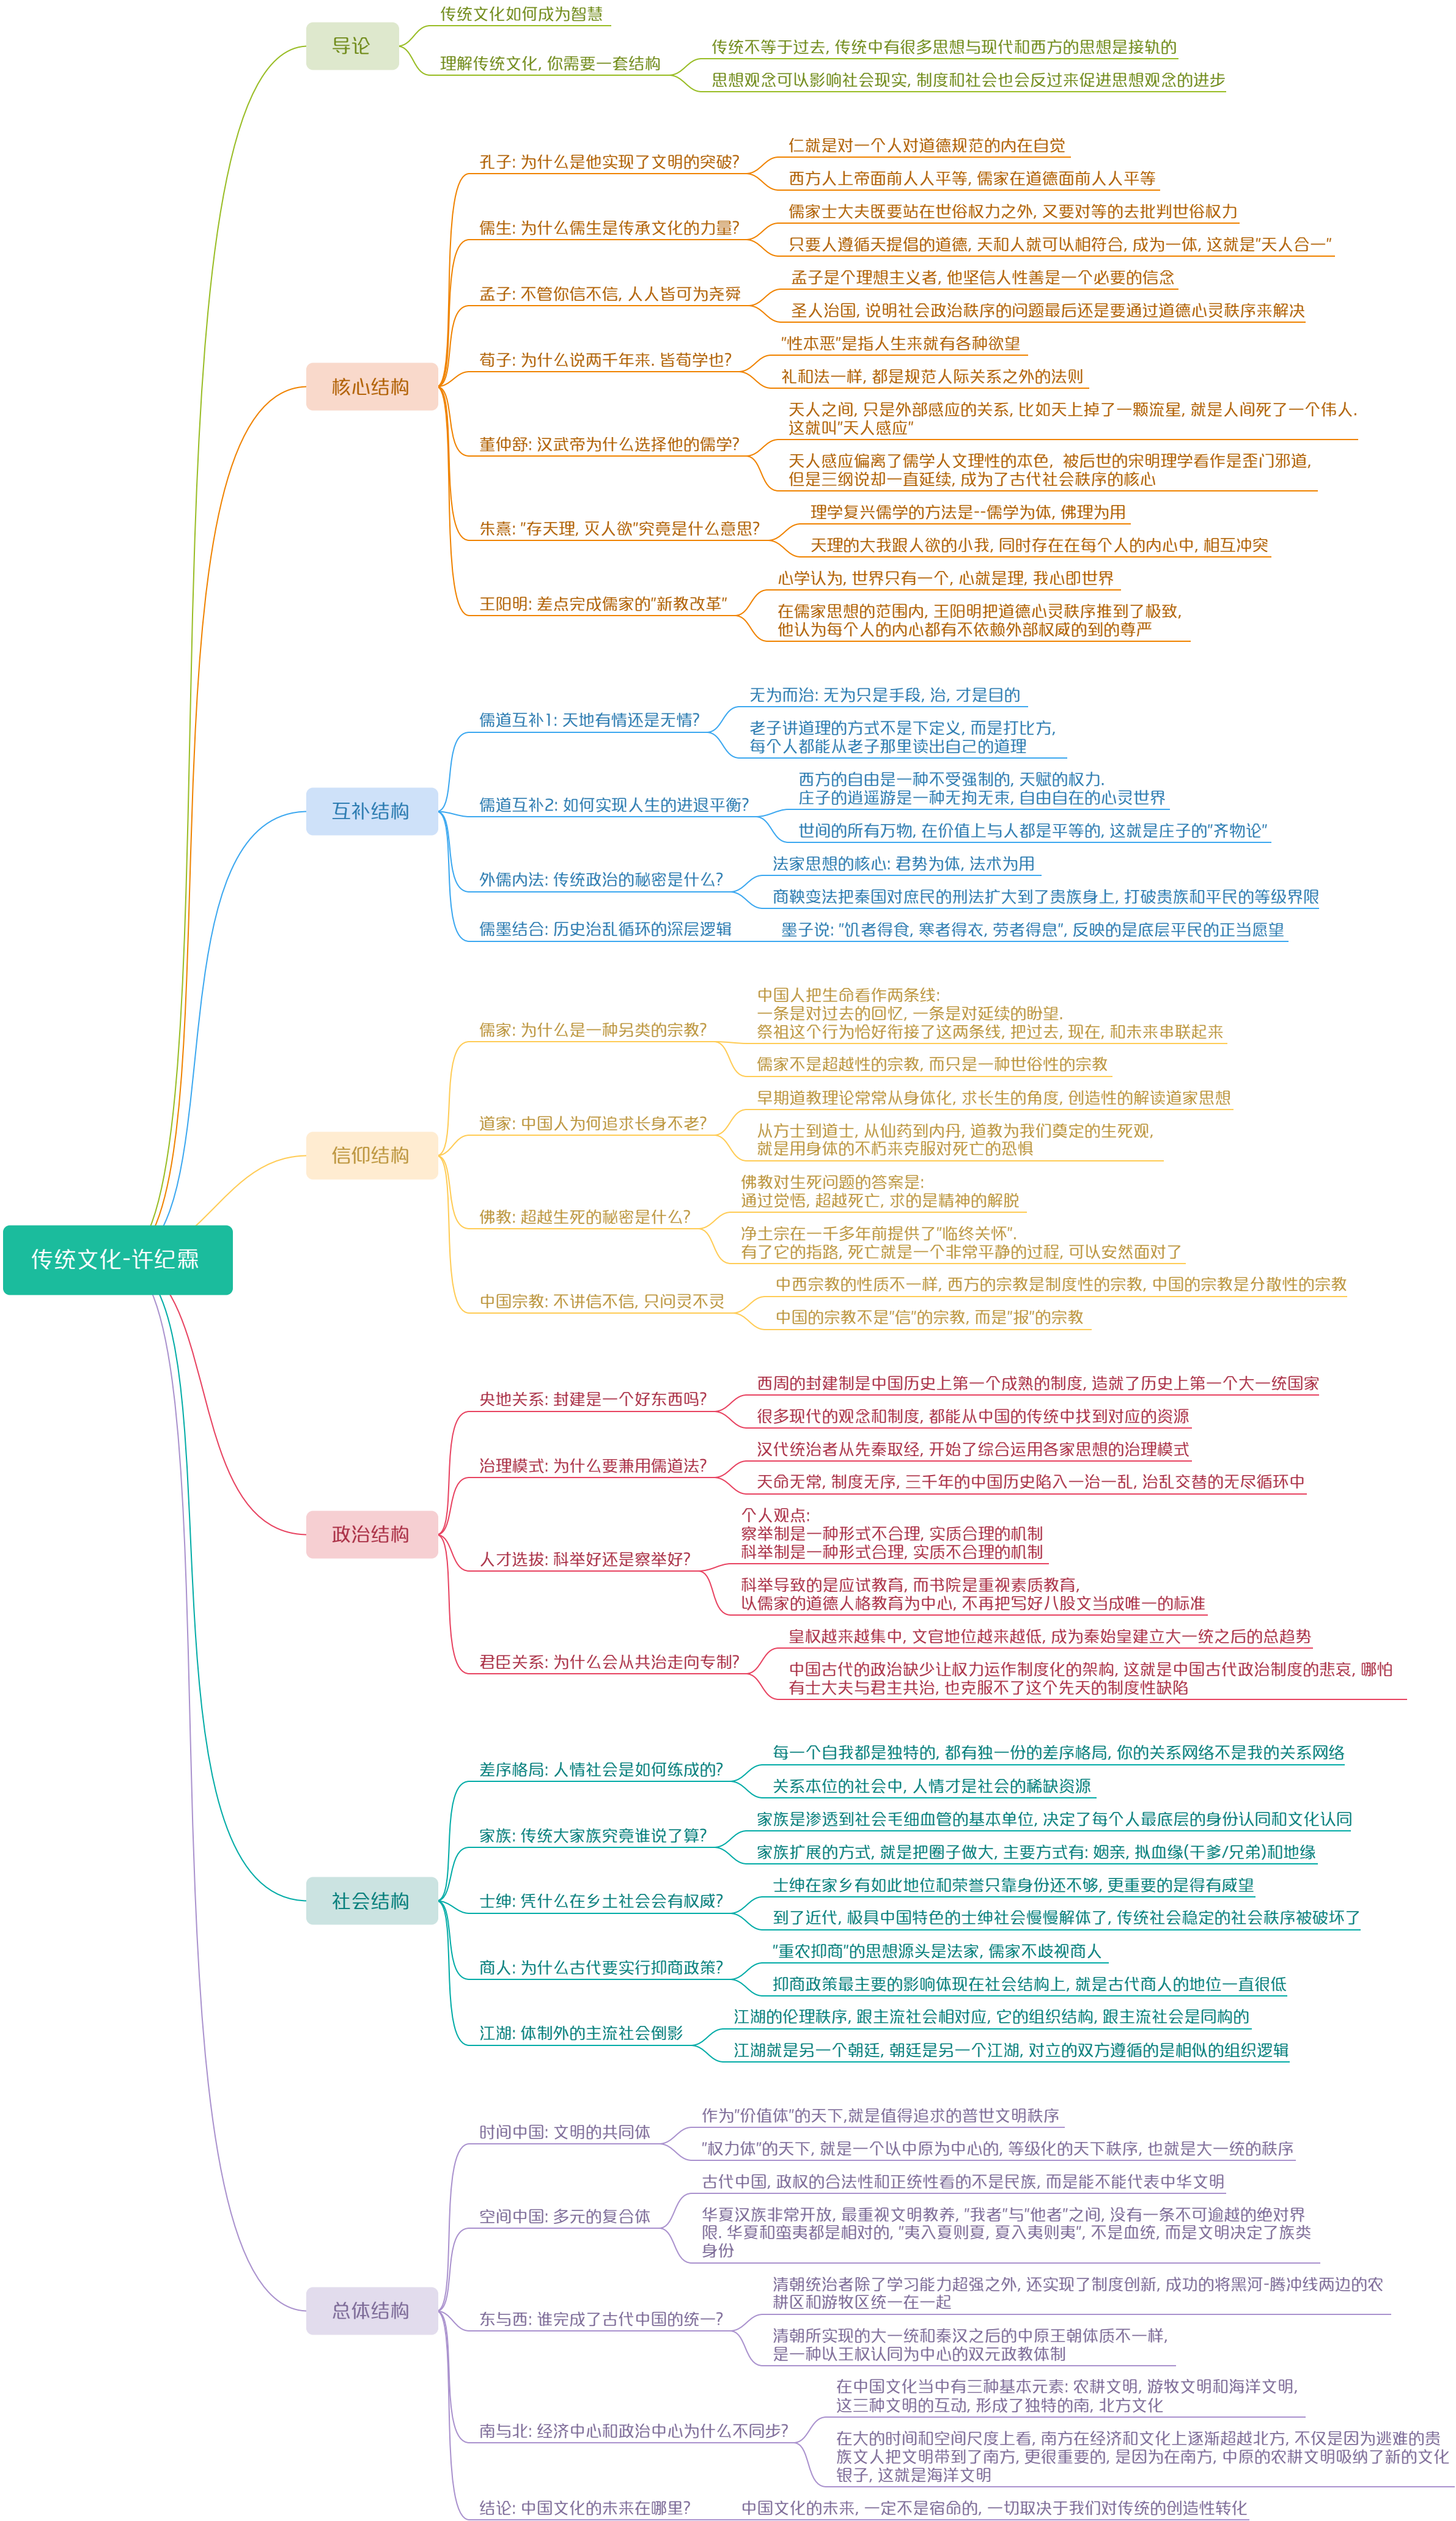 传统文化-许纪霖
导论
传统文化如何成为智慧
理解传统文化, 你需要一套结构
传统不等于过去, 传统中有很多思想与现代和西方的思想是接轨的
思想观念可以影响社会现实, 制度和社会也会反过来促进思想观念的进步
核心结构
孔子: 为什么是他实现了文明的突破?
仁就是对一个人对道德规范的内在自觉
西方人上帝面前人人平等, 儒家在道德面前人人平等
儒生: 为什么儒生是传承文化的力量?
儒家士大夫既要站在世俗权力之外, 又要对等的去批判世俗权力
只要人遵循天提倡的道德, 天和人就可以相符合, 成为一体, 这就是"天人合一"
孟子: 不管你信不信, 人人皆可为尧舜
孟子是个理想主义者, 他坚信人性善是一个必要的信念
圣人治国, 说明社会政治秩序的问题最后还是要通过道德心灵秩序来解决
荀子: 为什么说两千年来. 皆荀学也?
"性本恶"是指人生来就有各种欲望
礼和法一样, 都是规范人际关系之外的法则
董仲舒: 汉武帝为什么选择他的儒学?
天人之间, 只是外部感应的关系, 比如天上掉了一颗流星, 就是人间死了一个伟人.
这就叫"天人感应"
天人感应偏离了儒学人文理性的本色, 被后世的宋明理学看作是歪门邪道,
但是三纲说却一直延续, 成为了古代社会秩序的核心
朱熹: "存天理, 灭人欲"究竟是什么意思?
理学复兴儒学的方法是--儒学为体, 佛理为用
天理的大我跟人欲的小我, 同时存在在每个人的内心中, 相互冲突
王阳明: 差点完成儒家的"新教改革"
心学认为, 世界只有一个, 心就是理, 我心即世界
在儒家思想的范围内, 王阳明把道德心灵秩序推到了极致,
他认为每个人的内心都有不依赖外部权威的到的尊严
互补结构
儒道互补1: 天地有情还是无情?
无为而治: 无为只是手段, 治, 才是目的
老子讲道理的方式不是下定义, 而是打比方,
每个人都能从老子那里读出自己的道理
儒道互补2: 如何实现人生的进退平衡?
西方的自由是一种不受强制的, 天赋的权力.
庄子的逍遥游是一种无拘无束, 自由自在的心灵世界
世间的所有万物, 在价值上与人都是平等的, 这就是庄子的"齐物论"
外儒内法: 传统政治的秘密是什么?
法家思想的核心: 君势为体, 法术为用
商鞅变法把秦国对庶民的刑法扩大到了贵族身上, 打破贵族和平民的等级界限
儒墨结合: 历史治乱循环的深层逻辑
墨子说: "饥者得食, 寒者得衣, 劳者得息", 反映的是底层平民的正当愿望
信仰结构
儒家: 为什么是一种另类的宗教?
中国人把生命看作两条线:
一条是对过去的回忆, 一条是对延续的盼望.
祭祖这个行为恰好衔接了这两条线, 把过去, 现在, 和未来串联起来
儒家不是超越性的宗教, 而只是一种世俗性的宗教
道家: 中国人为何追求长身不老?
早期道教理论常常从身体化, 求长生的角度, 创造性的解读道家思想
从方士到道士, 从仙药到内丹, 道教为我们奠定的生死观,
就是用身体的不朽来克服对死亡的恐惧
佛教: 超越生死的秘密是什么?
佛教对生死问题的答案是:
通过觉悟, 超越死亡, 求的是精神的解脱
净土宗在一千多年前提供了"临终关怀".
有了它的指路, 死亡就是一个非常平静的过程, 可以安然面对了
中国宗教: 不讲信不信, 只问灵不灵
中西宗教的性质不一样, 西方的宗教是制度性的宗教, 中国的宗教是分散性的宗教
中国的宗教不是"信"的宗教, 而是"报"的宗教
政治结构
央地关系: 封建是一个好东西吗?
西周的封建制是中国历史上第一个成熟的制度, 造就了历史上第一个大一统国家
很多现代的观念和制度, 都能从中国的传统中找到对应的资源
治理模式: 为什么要兼用儒道法?
汉代统治者从先秦取经, 开始了综合运用各家思想的治理模式
天命无常, 制度无序, 三千年的中国历史陷入一治一乱, 治乱交替的无尽循环中
人才选拔: 科举好还是察举好?
个人观点:
察举制是一种形式不合理, 实质合理的机制
科举制是一种形式合理, 实质不合理的机制
科举导致的是应试教育, 而书院是重视素质教育,
以儒家的道德人格教育为中心, 不再把写好八股文当成唯一的标准
君臣关系: 为什么会从共治走向专制?
皇权越来越集中, 文官地位越来越低, 成为秦始皇建立大一统之后的总趋势
中国古代的政治缺少让权力运作制度化的架构, 这就是中国古代政治制度的悲哀, 哪怕
有士大夫与君主共治, 也克服不了这个先天的制度性缺陷
社会结构
差序格局: 人情社会是如何练成的?
每一个自我都是独特的, 都有独一份的差序格局, 你的关系网络不是我的关系网络
关系本位的社会中, 人情才是社会的稀缺资源
家族: 传统大家族究竟谁说了算?
家族是渗透到社会毛细血管的基本单位, 决定了每个人最底层的身份认同和文化认同
家族扩展的方式, 就是把圈子做大, 主要方式有: 姻亲, 拟血缘(干爹/兄弟)和地缘
士绅: 凭什么在乡土社会会有权威?
士绅在家乡有如此地位和荣誉只靠身份还不够, 更重要的是得有威望
到了近代, 极具中国特色的士绅社会慢慢解体了, 传统社会稳定的社会秩序被破坏了
商人: 为什么古代要实行抑商政策?
"重农抑商"的思想源头是法家, 儒家不歧视商人
抑商政策最主要的影响体现在社会结构上, 就是古代商人的地位一直很低
江湖: 体制外的主流社会倒影
江湖的伦理秩序, 跟主流社会相对应, 它的组织结构, 跟主流社会是同构的
江湖就是另一个朝廷, 朝廷是另一个江湖, 对立的双方遵循的是相似的组织逻辑
总体结构
时间中国: 文明的共同体
作为"价值体"的天下,就是值得追求的普世文明秩序
"权力体"的天下, 就是一个以中原为中心的, 等级化的天下秩序, 也就是大一统的秩序
空间中国: 多元的复合体
古代中国, 政权的合法性和正统性看的不是民族, 而是能不能代表中华文明
华夏汉族非常开放, 最重视文明教养, "我者"与"他者"之间, 没有一条不可逾越的绝对界
限. 华夏和蛮夷都是相对的, "夷入夏则夏, 夏入夷则夷", 不是血统, 而是文明决定了族类
身份
东与西: 谁完成了古代中国的统一?
清朝统治者除了学习能力超强之外, 还实现了制度创新, 成功的将黑河-腾冲线两边的农
耕区和游牧区统一在一起
清朝所实现的大一统和秦汉之后的中原王朝体质不一样,
是一种以王权认同为中心的双元政教体制
南与北: 经济中心和政治中心为什么不同步?
在中国文化当中有三种基本元素: 农耕文明, 游牧文明和海洋文明,
这三种文明的互动, 形成了独特的南, 北方文化
在大的时间和空间尺度上看, 南方在经济和文化上逐渐超越北方, 不仅是因为逃难的贵
族文人把文明带到了南方, 更很重要的, 是因为在南方, 中原的农耕文明吸纳了新的文化
银子, 这就是海洋文明
结论: 中国文化的未来在哪里?
中国文化的未来, 一定不是宿命的, 一切取决于我们对传统的创造性转化